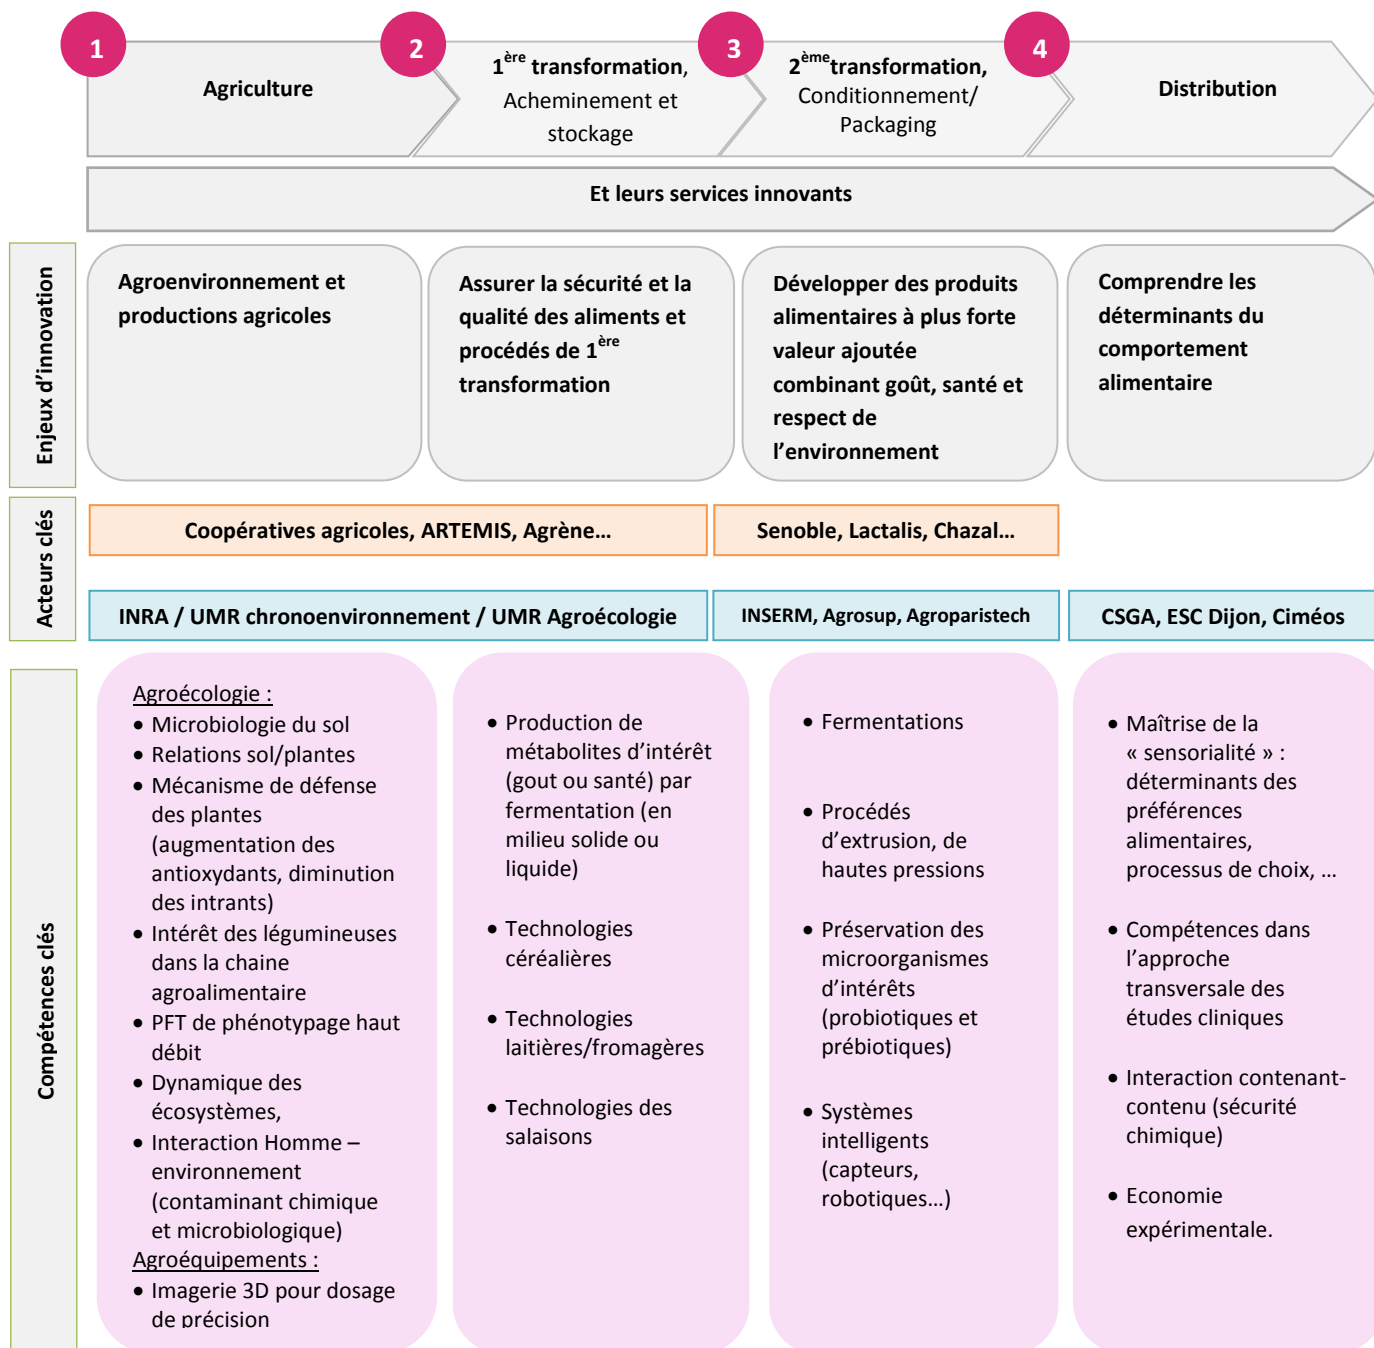 1
Agriculture
2
1ère transformation,
Acheminement et
stockage
3
2èmetransformation,
Conditionnement/
Packaging
4
Distribution
Et leurs services innovants
Enjeux d’innovation
Agroenvironnement et
productions agricoles
Assurer la sécurité et la
qualité des aliments et
procédés de 1ère
transformation
Développer des produits
alimentaires à plus forte
valeur ajoutée
combinant goût, santé et
respect de
l’environnement
Comprendre les
déterminants du
comportement
alimentaire
Acteurs clés
Coopératives agricoles, ARTEMIS, Agrène…
Senoble, Lactalis, Chazal…
INRA / UMR chronoenvironnement / UMR Agroécologie
INSERM, Agrosup, Agroparistech
CSGA, ESC Dijon, Ciméos
Compétences clés
Agroécologie :
• Microbiologie du sol
• Relations sol/plantes
• Mécanisme de défense
des plantes
(augmentation des
antioxydants, diminution
des intrants)
• Intérêt des légumineuses
dans la chaine
agroalimentaire
• PFT de phénotypage haut
débit
• Dynamique des
écosystèmes,
• Interaction Homme –
environnement
(contaminant chimique
et microbiologique)
Agroéquipements :
• Imagerie 3D pour dosage
de précision
• Production de
métabolites d’intérêt
(gout ou santé) par
fermentation (en
milieu solide ou
liquide)
• Technologies
céréalières
• Technologies
laitières/fromagères
• Technologies des
salaisons
• Fermentations
• Procédés
d’extrusion, de
hautes pressions
• Préservation des
microorganismes
d’intérêts
(probiotiques et
prébiotiques)
• Systèmes
intelligents
(capteurs,
robotiques…)
• Maîtrise de la
« sensorialité » :
déterminants des
préférences
alimentaires,
processus de choix, …
• Compétences dans
l’approche
transversale des
études cliniques
• Interaction contenant-
contenu (sécurité
chimique)
• Economie
expérimentale.